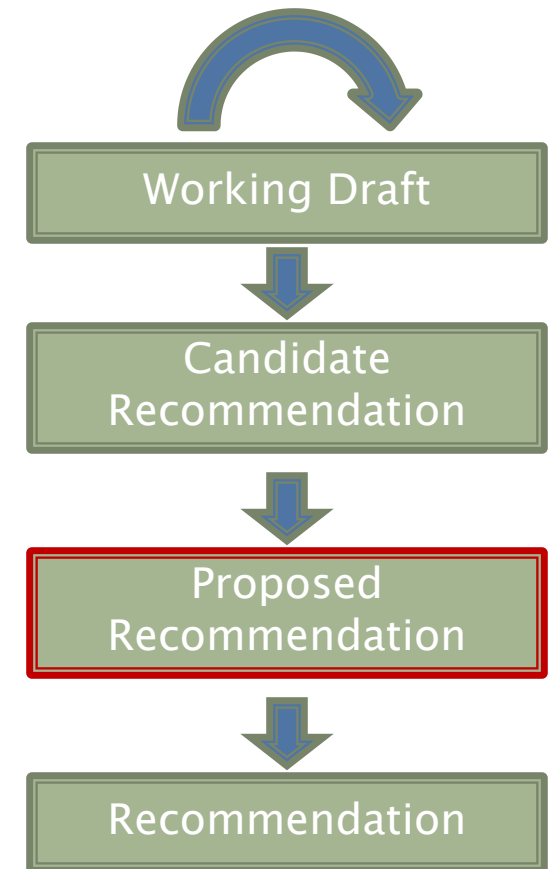 Working Draft
Candidate
Recommendation
Proposed
Recommendation
Recommendation